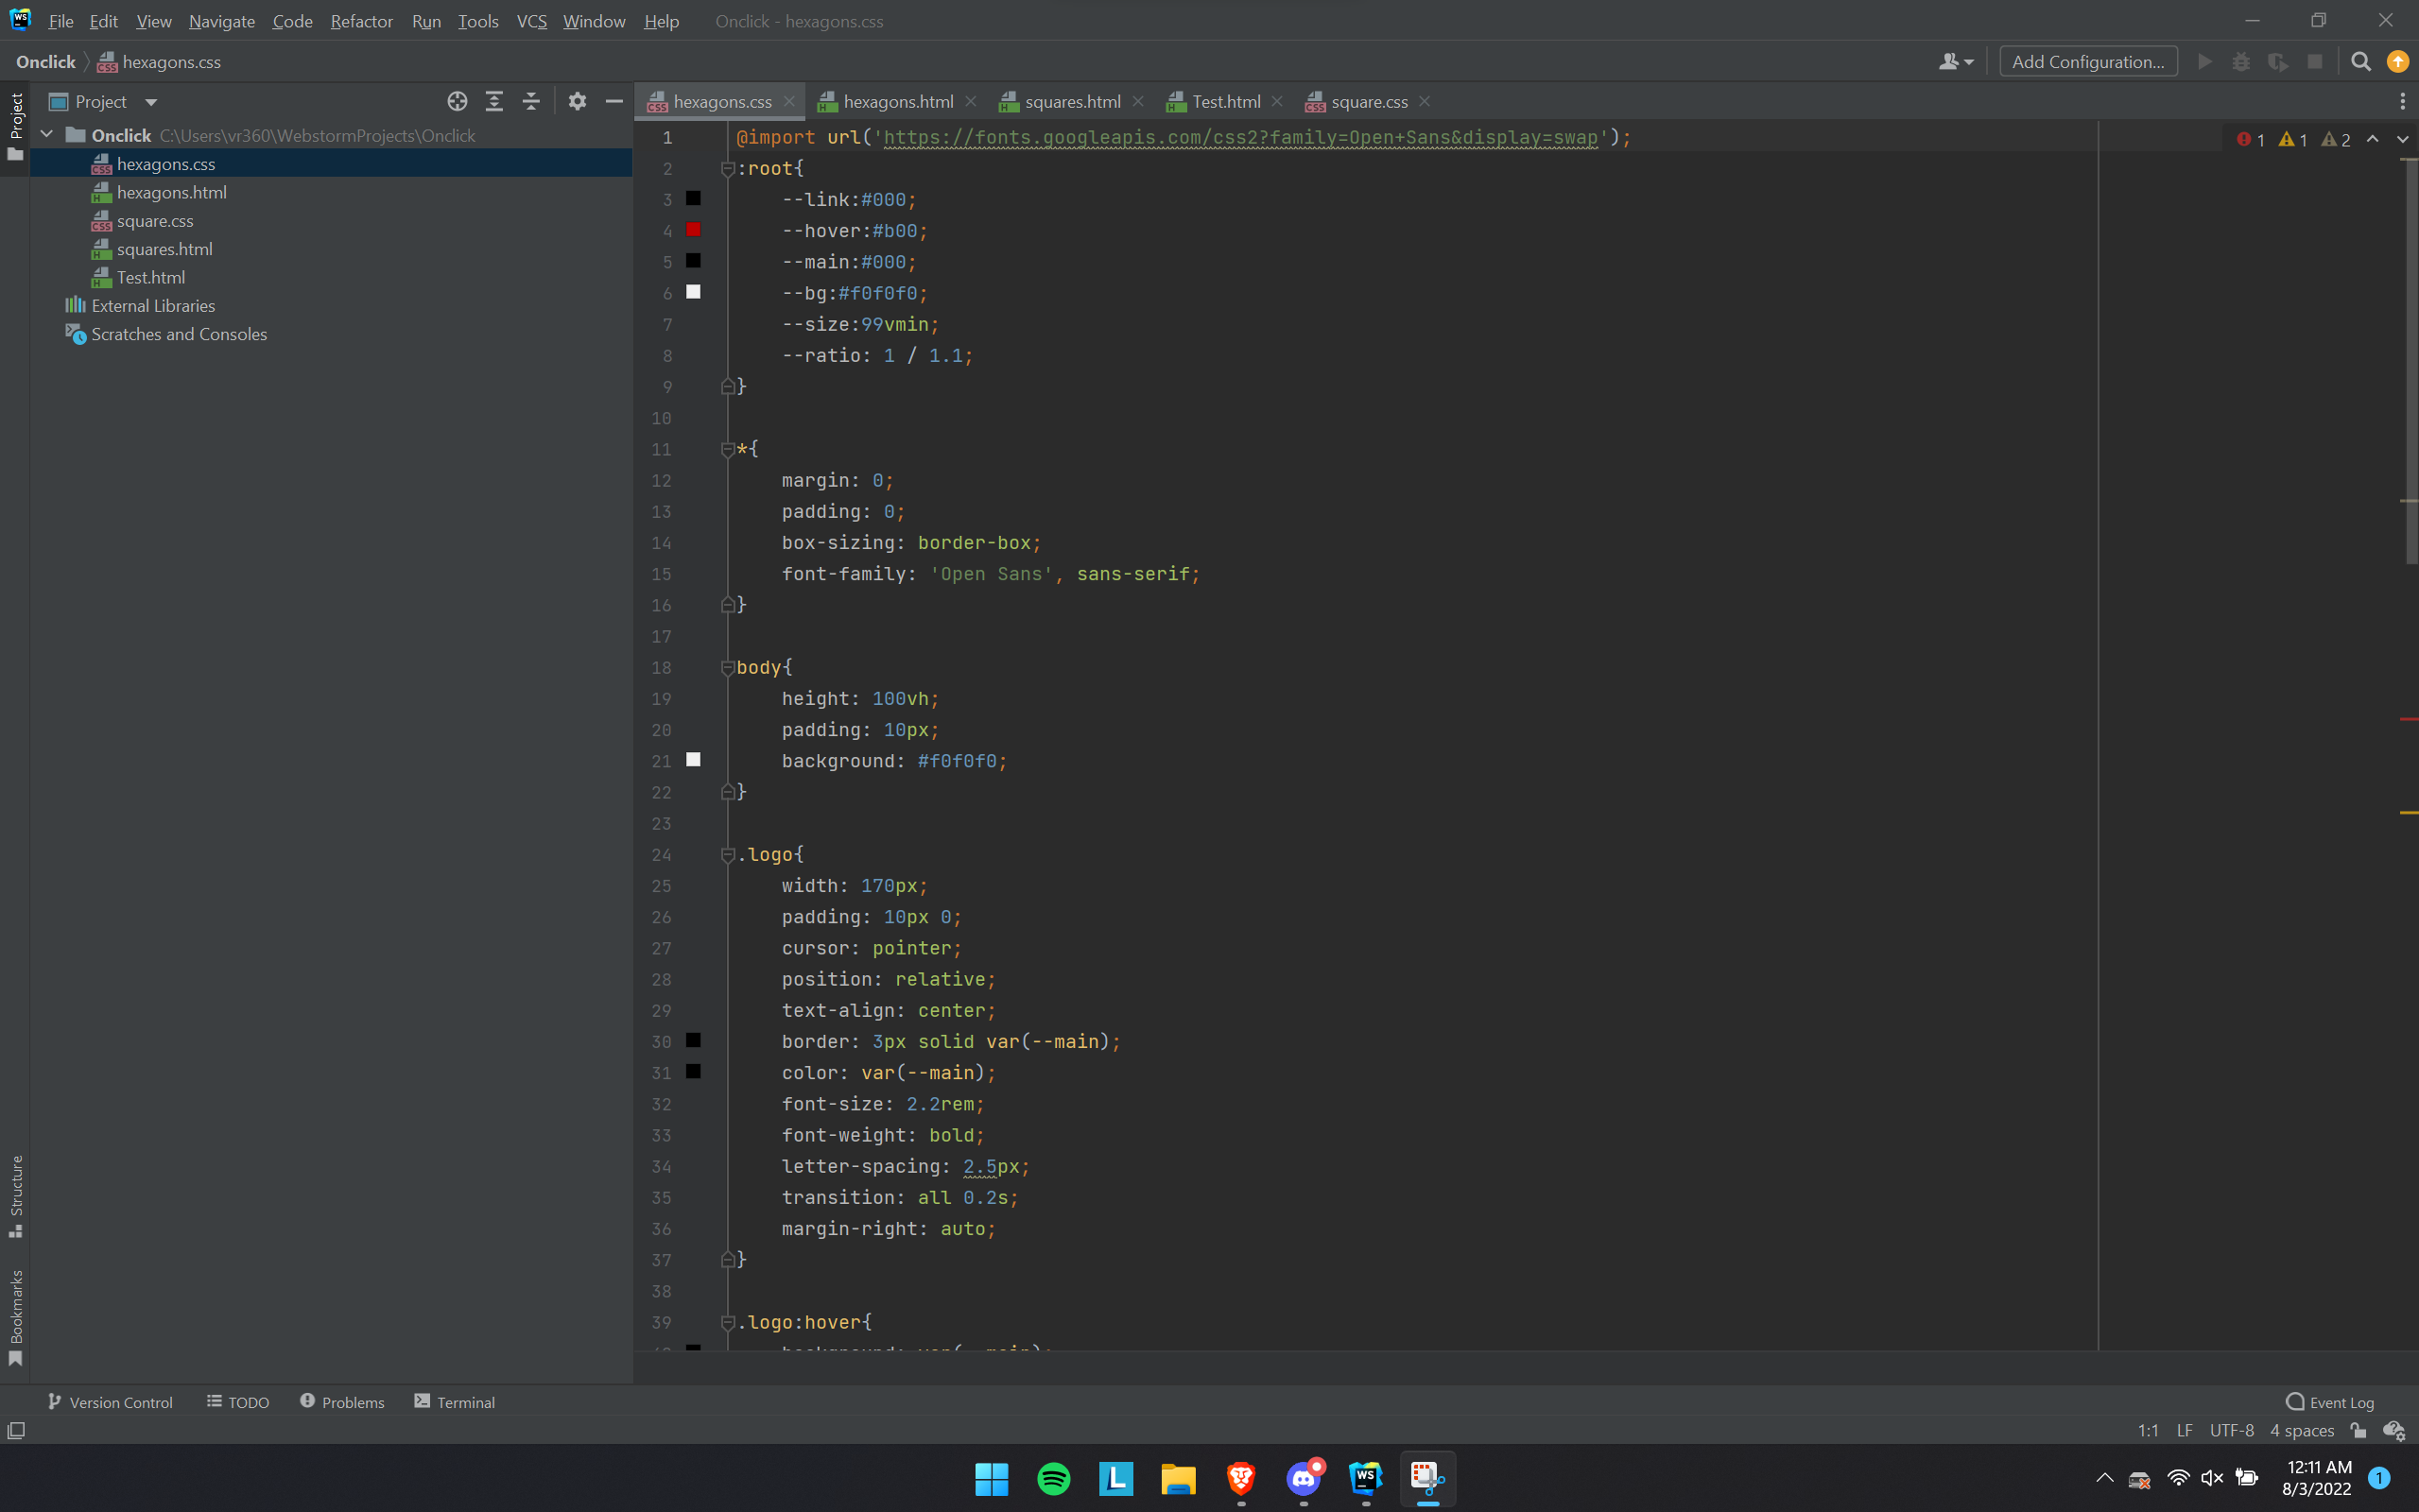 File Edit View Navigate Code Refactor Run Tools VCS Window Help Onclick - hexagons.css
Onclick hexagons.css Add Configuration...
Project
Project
hexagons.css hexagons.html squares.html Test.html square.css
Onclick C:\Users\vr360\WebstormProjects\Onclick
hexagons.css
hexagons.html
square.css
squares.html
Test.html
External Libraries
Scratches and Consoles
1 1 2
1 @import url('https://fonts.googleapis.com/css2?family=Open+Sans&display=swap');
2 :root{
3 --link:#000;
4 --hover:#b00;
5 --main:#000;
6 --bg:#f0f0f0;
7 --size:99vmin;
8 --ratio: 1 / 1.1;
9 }
10
11 *{
12 margin: 0;
13 padding: 0;
14 box-sizing: border-box;
15 font-family: 'Open Sans', sans-serif;
16 }
17
18 body{
19 height: 100vh;
20 padding: 10px;
21 background: #f0f0f0;
22 }
23
24 .logo{
25 width: 170px;
26 padding: 10px 0;
27 cursor: pointer;
28 position: relative;
29 text-align: center;
30 border: 3px solid var(--main);
31 color: var(--main);
32 font-size: 2.2rem;
33 font-weight: bold;
34 letter-spacing: 2.5px;
35 transition: all 0.2s;
36 margin-right: auto;
37 }
38
39 .logo:hover{
40 background: var(--main);
Structure
Bookmarks
Version Control TODO Problems Terminal Event Log
1:1 LF UTF-8 4 spaces
12:11 AM
8/3/2022
1